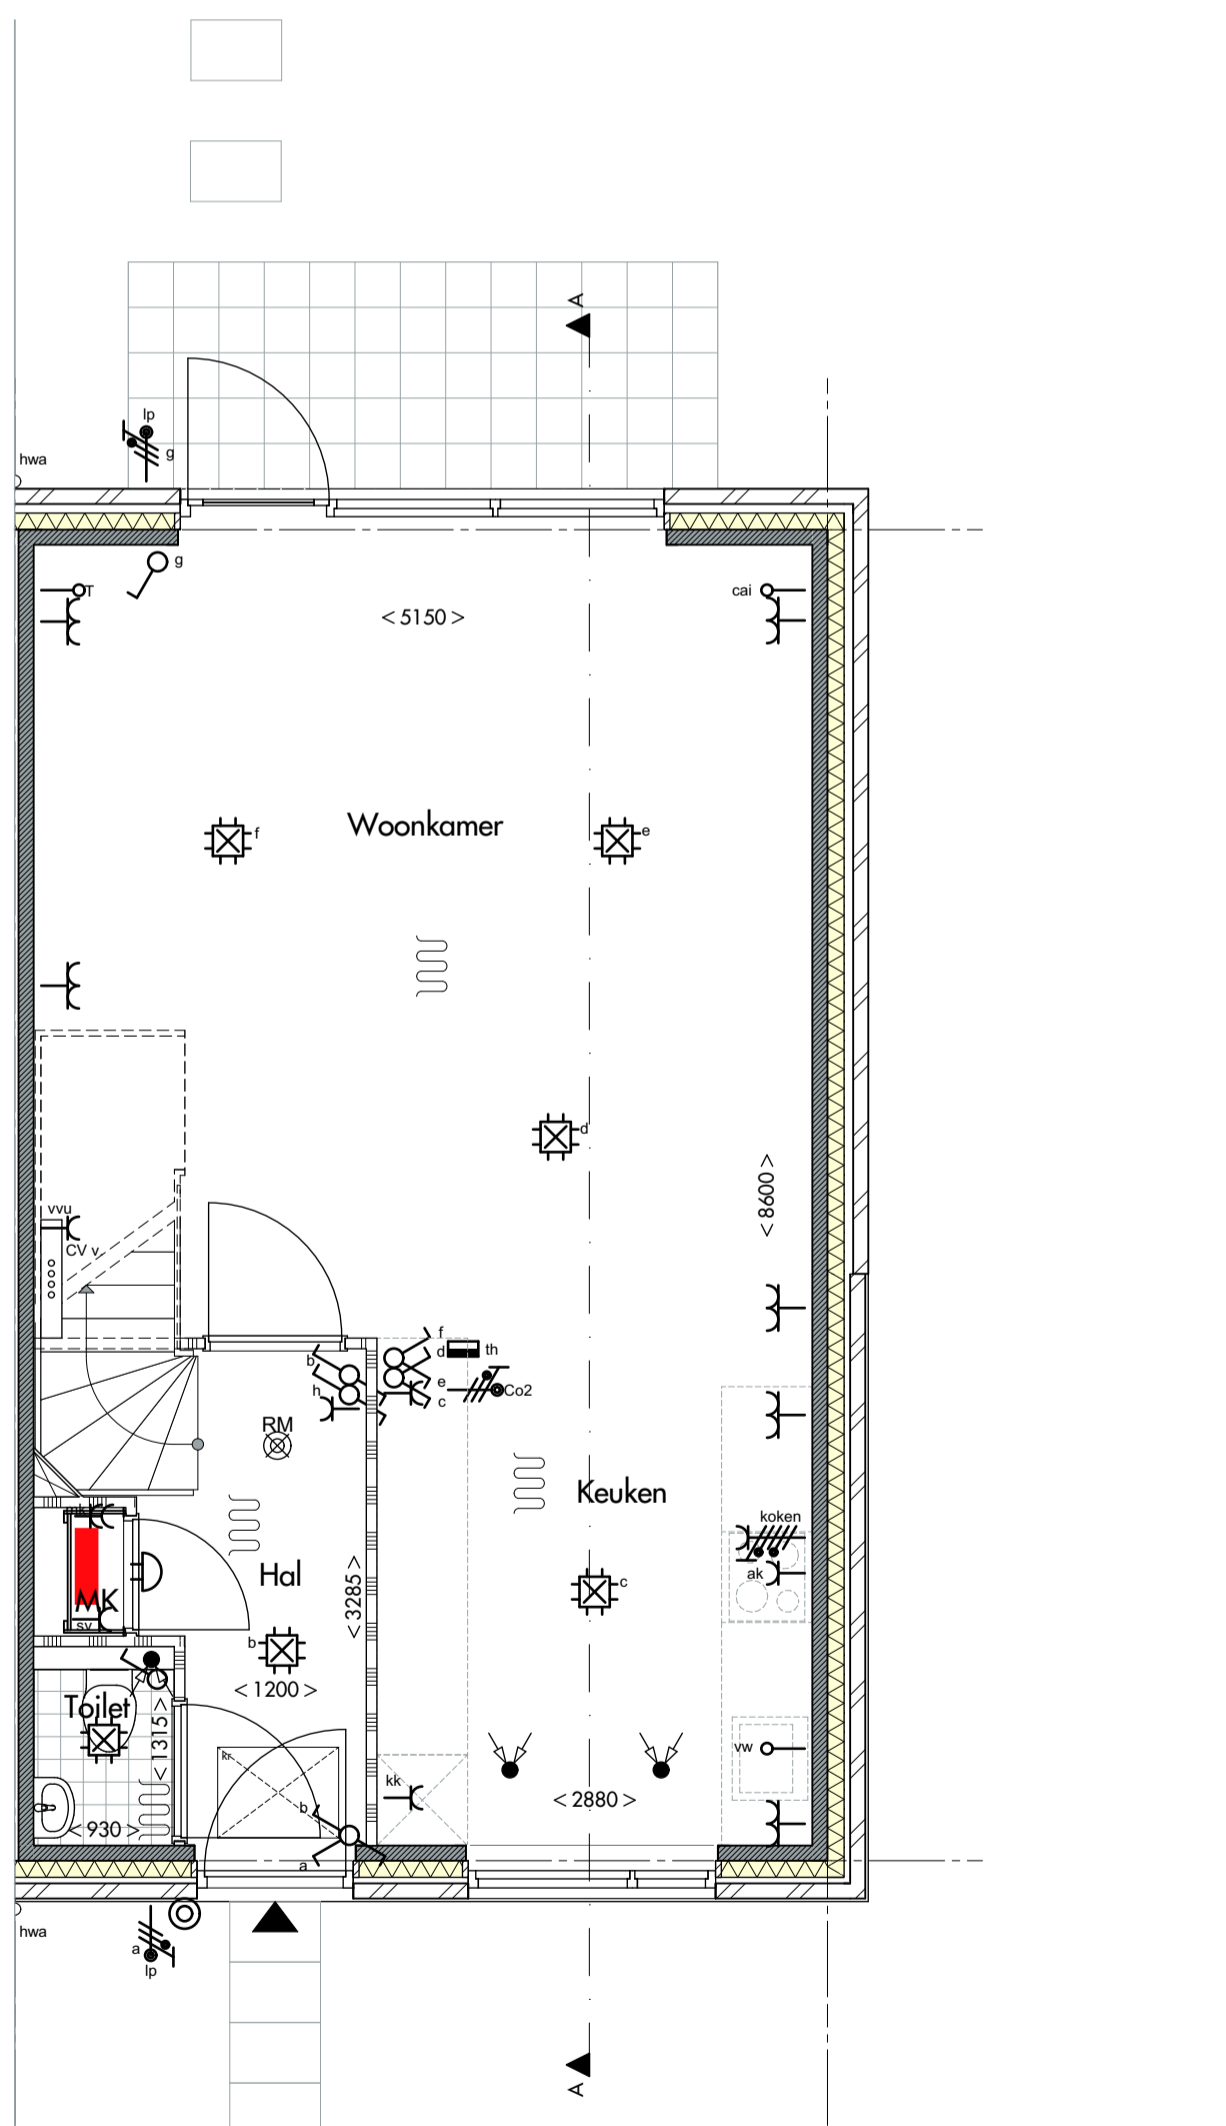 A
lp
g
hwa
g
T
cai
< 5150 >
Woonkamer
f
e
d
< 8600 >
vvu
CV v.
f
d
th
b
e
h
c
Co2
RM
Keuken
koken
ak
MK
sv
Hal
c
< 3285 >
b
< 1200 >
Toilet
< 1315 >
kr
vw
kk
b
< 2880 >
< 930 >
a
hwa
a
lp
A